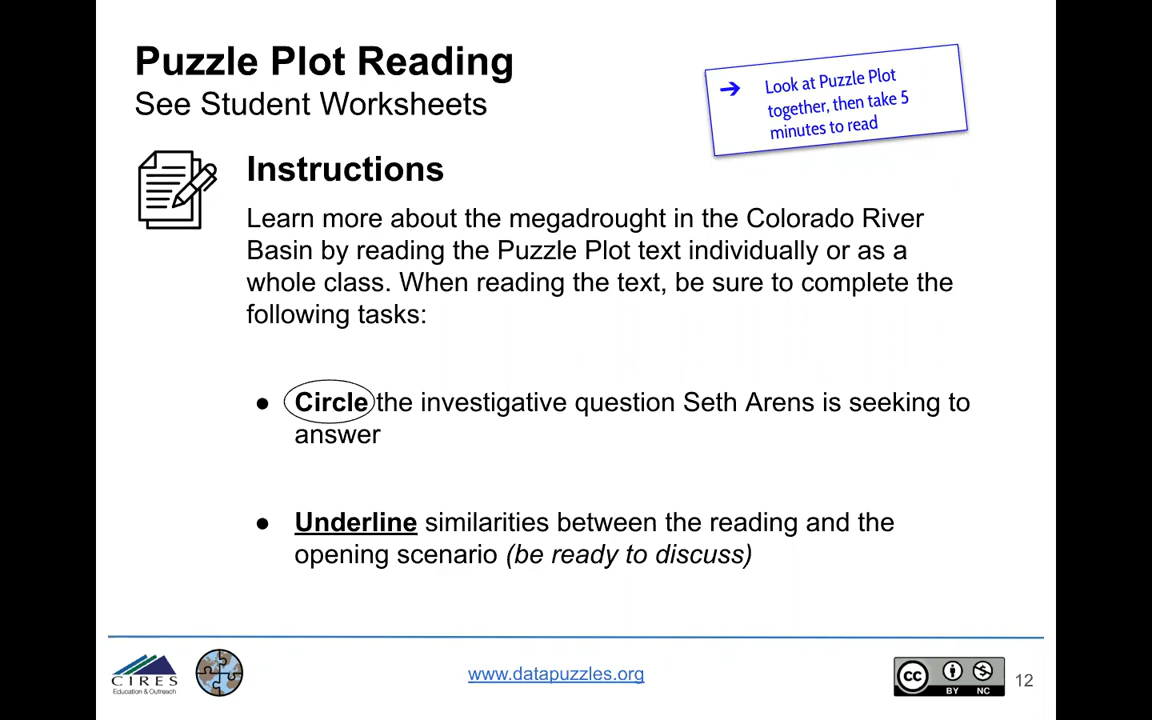 Puzzle Plot Reading
See Student Worksheets
➔ Look at Puzzle Plot
together, then take 5
minutes to read
Instructions
Learn more about the megadrought in the Colorado River
Basin by reading the Puzzle Plot text individually or as a
whole class. When reading the text, be sure to complete the
following tasks:
● Circle the investigative question Seth Arens is seeking to
answer
● Underline similarities between the reading and the
opening scenario (be ready to discuss)
CIRES
Education & Outreach
www.datapuzzles.org
cc
BY NC
12